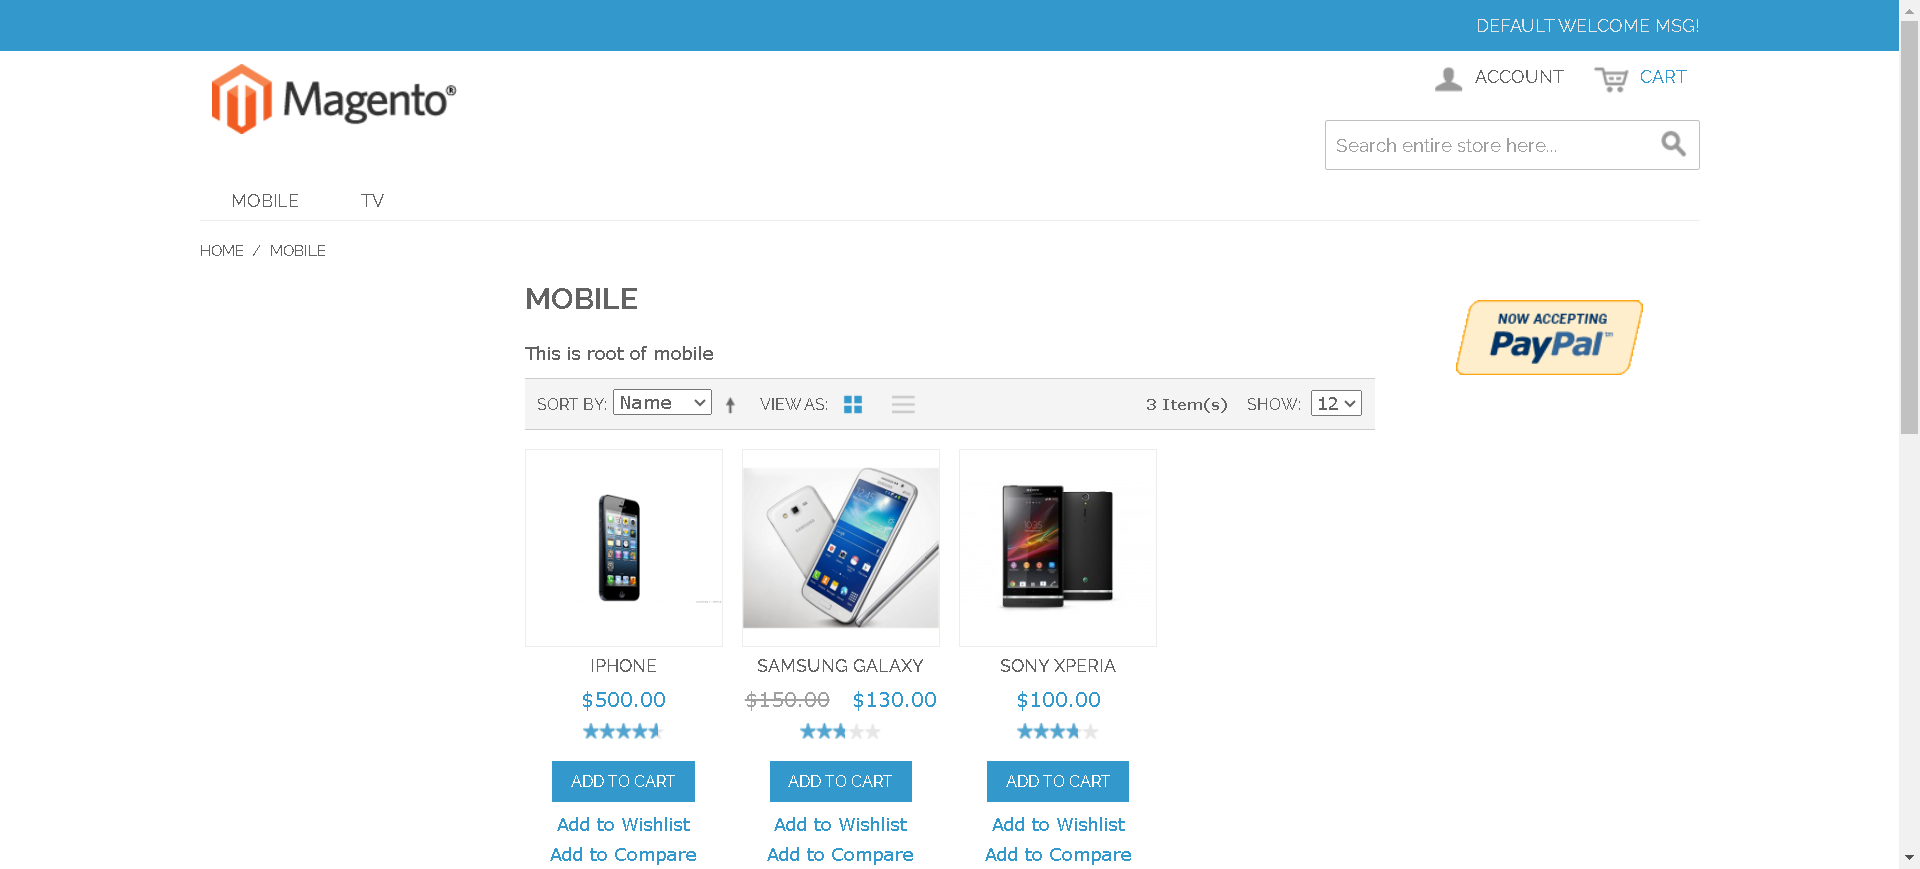 DEFAULT WELCOME MSG!
Magento®
ACCOUNT
CART
Search entire store here...
MOBILE
TV
HOME / MOBILE
MOBILE
NOW ACCEPTING
PayPal™
This is root of mobile
SORT BY: Name
VIEW AS:
3 Item(s)
SHOW: 12
IPHONE
$500.00
ADD TO CART
Add to Wishlist
Add to Compare
SAMSUNG GALAXY
$150.00 $130.00
ADD TO CART
Add to Wishlist
Add to Compare
SONY XPERIA
$100.00
ADD TO CART
Add to Wishlist
Add to Compare